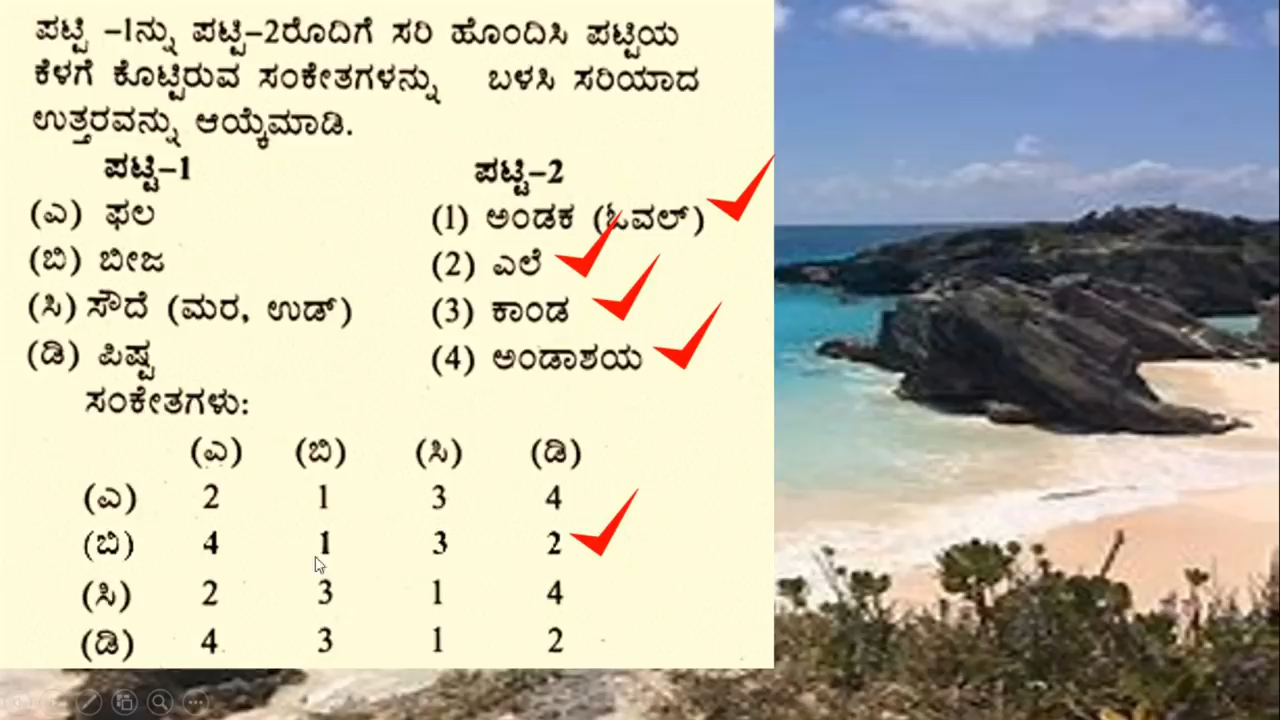 ಪಟ್ಟಿ -1ನ್ನು ಪಟ್ಟಿ-2ರೊದಿಗೆ ಸರಿ ಹೊಂದಿಸಿ ಪಟ್ಟಿಯ
ಕೆಳಗೆ ಕೊಟ್ಟಿರುವ ಸಂಕೇತಗಳನ್ನು ಬಳಸಿ ಸರಿಯಾದ
ಉತ್ತರವನ್ನು ಆಯ್ಕೆಮಾಡಿ.
ಪಟ್ಟಿ-1 ಪಟ್ಟಿ-2
(ಎ) ಫಲ (1) ಅಂಡಕ (ಓವಲ್)
(ಬಿ) ಬೀಜ (2) ಎಲೆ
(ಸಿ) ಸೌದೆ (ಮರ, ಉಡ್) (3) ಕಾಂಡ
(ಡಿ) ಪಿಷ್ಟ (4) ಅಂಡಾಶಯ
ಸಂಕೇತಗಳು:
(ಎ) (ಬಿ) (ಸಿ) (ಡಿ)
(ಎ) 2 1 3 4
(ಬಿ) 4 1 3 2
(ಸಿ) 2 3 1 4
(ಡಿ) 4 3 1 2